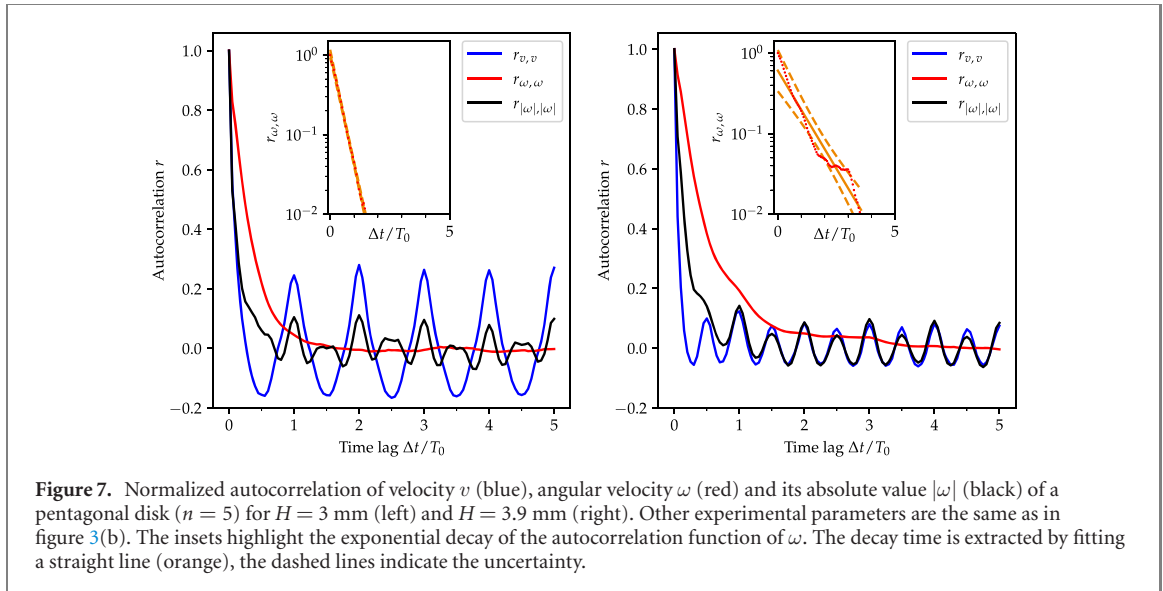 1.0
0.8
0.6
0.4
0.2
0.0
−0.2
Autocorrelation r
0 1 2 3 4 5
Time lag Δt/T₀
10⁰
10⁻¹
10⁻²
r_ω,ω
0 5
Δt/T₀
r_v,v
r_ω,ω
r_|ω|,|ω|
1.0
0.8
0.6
0.4
0.2
0.0
−0.2
Autocorrelation r
0 1 2 3 4 5
Time lag Δt/T₀
10⁰
10⁻¹
10⁻²
r_ω,ω
0 5
Δt/T₀
r_v,v
r_ω,ω
r_|ω|,|ω|
Figure 7. Normalized autocorrelation of velocity v (blue), angular velocity ω (red) and its absolute value |ω| (black) of a
pentagonal disk (n = 5) for H = 3 mm (left) and H = 3.9 mm (right). Other experimental parameters are the same as in
figure 3(b). The insets highlight the exponential decay of the autocorrelation function of ω. The decay time is extracted by fitting
a straight line (orange), the dashed lines indicate the uncertainty.